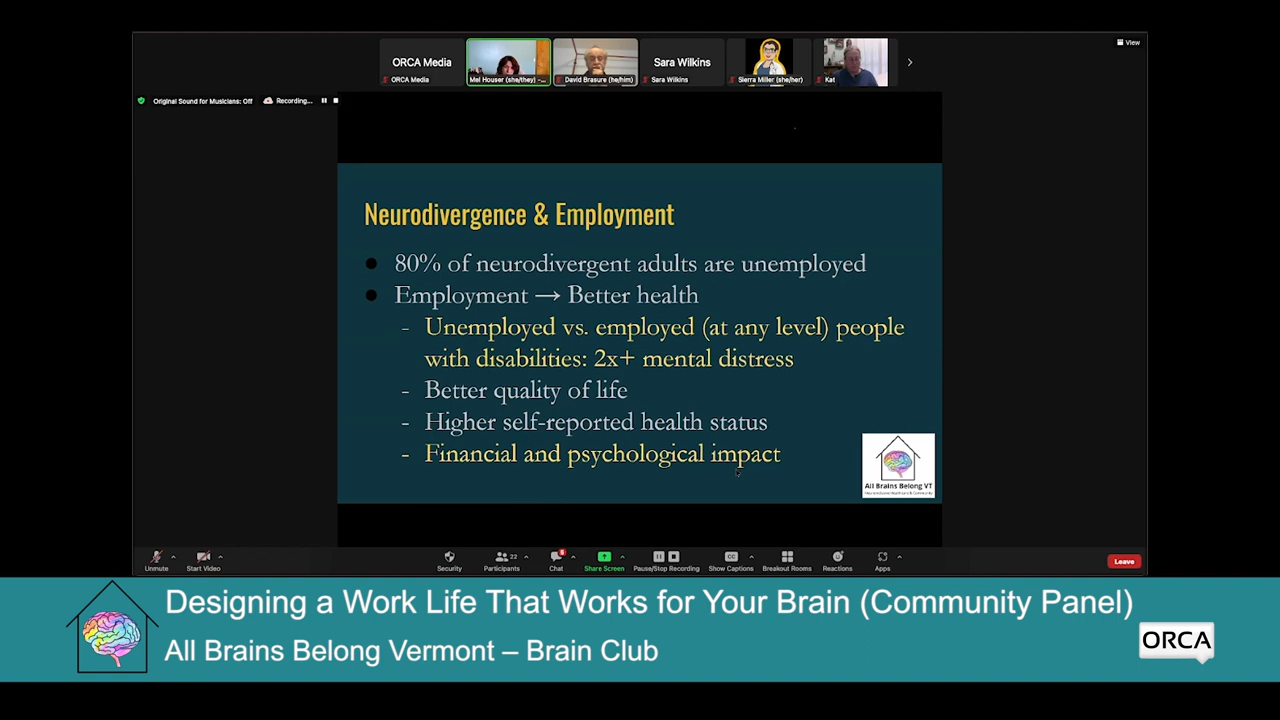 View
ORCA Media
Sara Wilkins
ORCA Media
Mel Houser (she/they) -...
David Brasure (he/him)
Sara Wilkins
Sierra Miller (she/her)
Kat
Original Sound for Musicians: Off
Recording...
Neurodivergence & Employment
● 80% of neurodivergent adults are unemployed
● Employment → Better health
- Unemployed vs. employed (at any level) people
with disabilities: 2x+ mental distress
- Better quality of life
- Higher self-reported health status
- Financial and psychological impact
All Brains Belong VT
Unmute
Start Video
Security
22
Participants
6
Chat
Share Screen
Pause/Stop Recording
CC
Show Captions
Breakout Rooms
Reactions
Apps
Leave
Designing a Work Life That Works for Your Brain (Community Panel)
All Brains Belong Vermont – Brain Club
ORCA